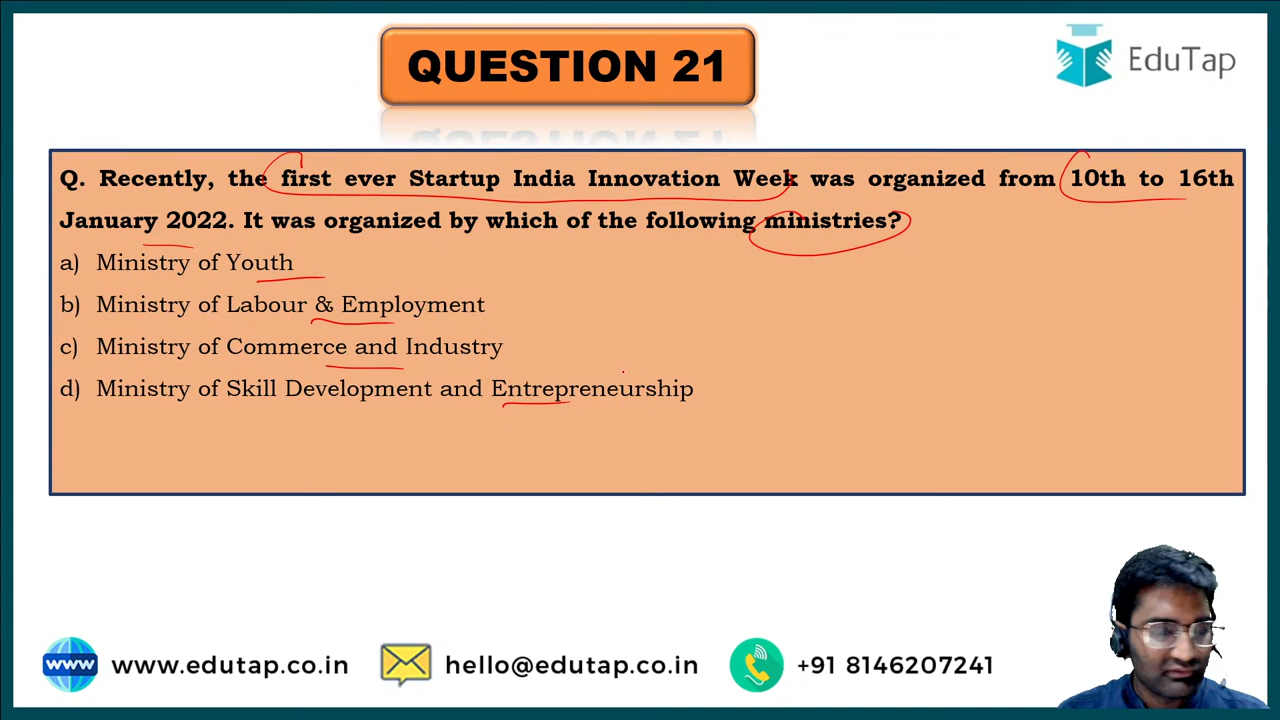 QUESTION 21
EduTap
Q. Recently, the first ever Startup India Innovation Week was organized from 10th to 16th
January 2022. It was organized by which of the following ministries?
a) Ministry of Youth
b) Ministry of Labour & Employment
c) Ministry of Commerce and Industry
d) Ministry of Skill Development and Entrepreneurship
www www.edutap.co.in hello@edutap.co.in +91 8146207241